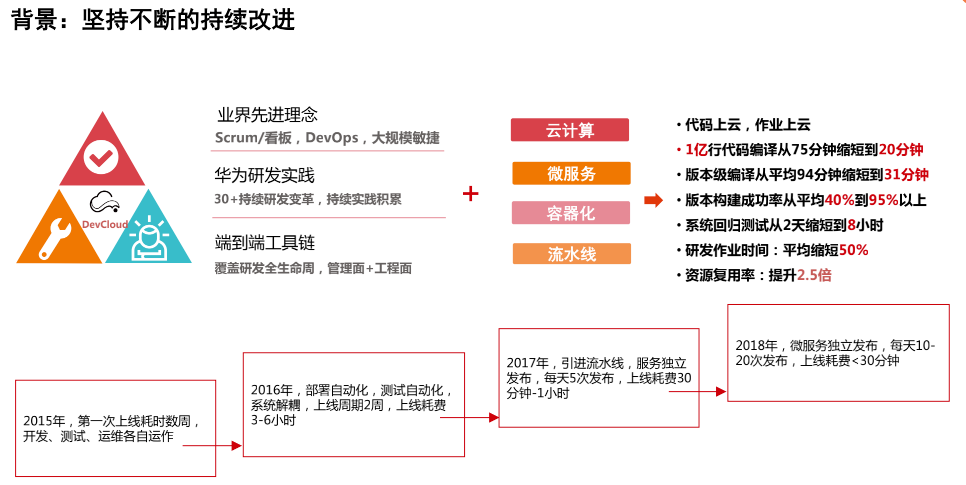 背景：坚持不断的持续改进
DevCloud
业界先进理念
Scrum/看板，DevOps，大规模敏捷
华为研发实践
30+持续研发变革，持续实践积累
端到端工具链
覆盖研发全生命周，管理面+工程面
+
云计算
微服务
容器化
流水线
• 代码上云，作业上云
• 1亿行代码编译从75分钟缩短到20分钟
• 版本级编译从平均94分钟缩短到31分钟
• 版本构建成功率从平均40%到95%以上
• 系统回归测试从2天缩短到8小时
• 研发作业时间：平均缩短50%
• 资源复用率：提升2.5倍
2015年，第一次上线耗时数周，
开发、测试、运维各自运作
2016年，部署自动化，测试自动化，
系统解耦，上线周期2周，上线耗费
3-6小时
2017年，引进流水线，服务独立
发布，每天5次发布，上线耗费30
分钟-1小时
2018年，微服务独立发布，每天10-
20次发布，上线耗费<30分钟